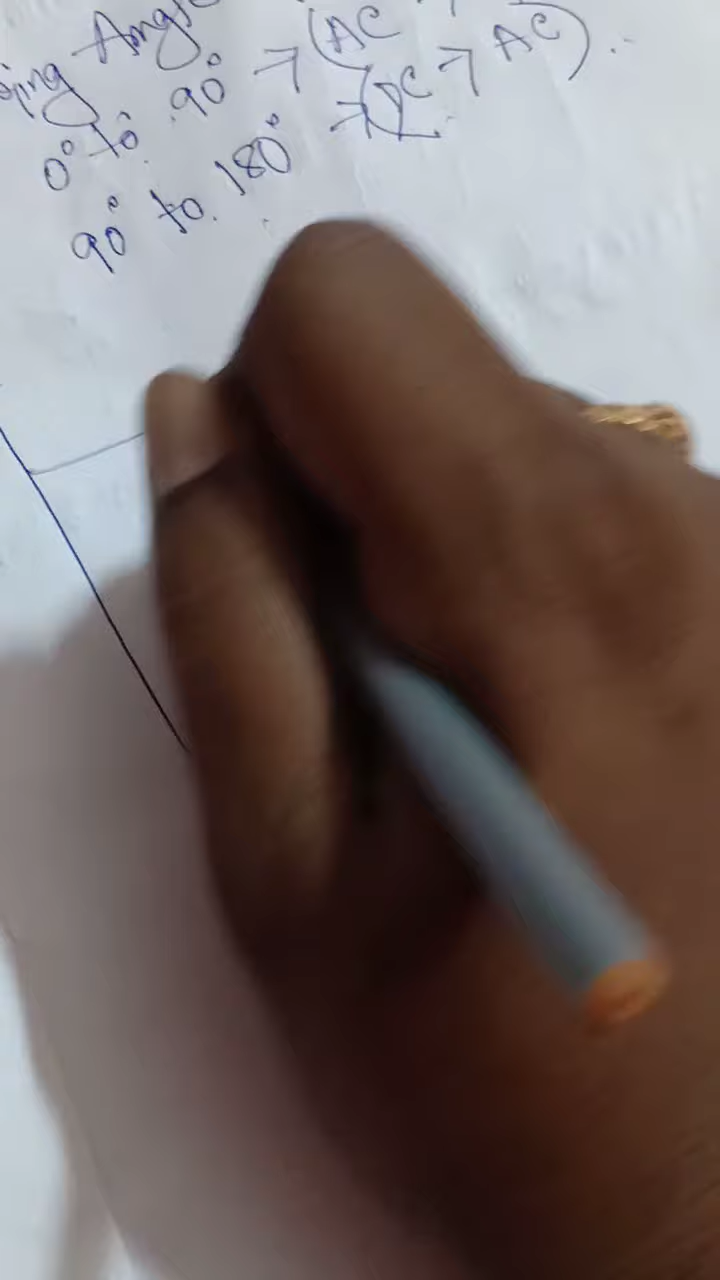 Angle
0° to 90° → (AC
90° to 180° → (DC → AC)